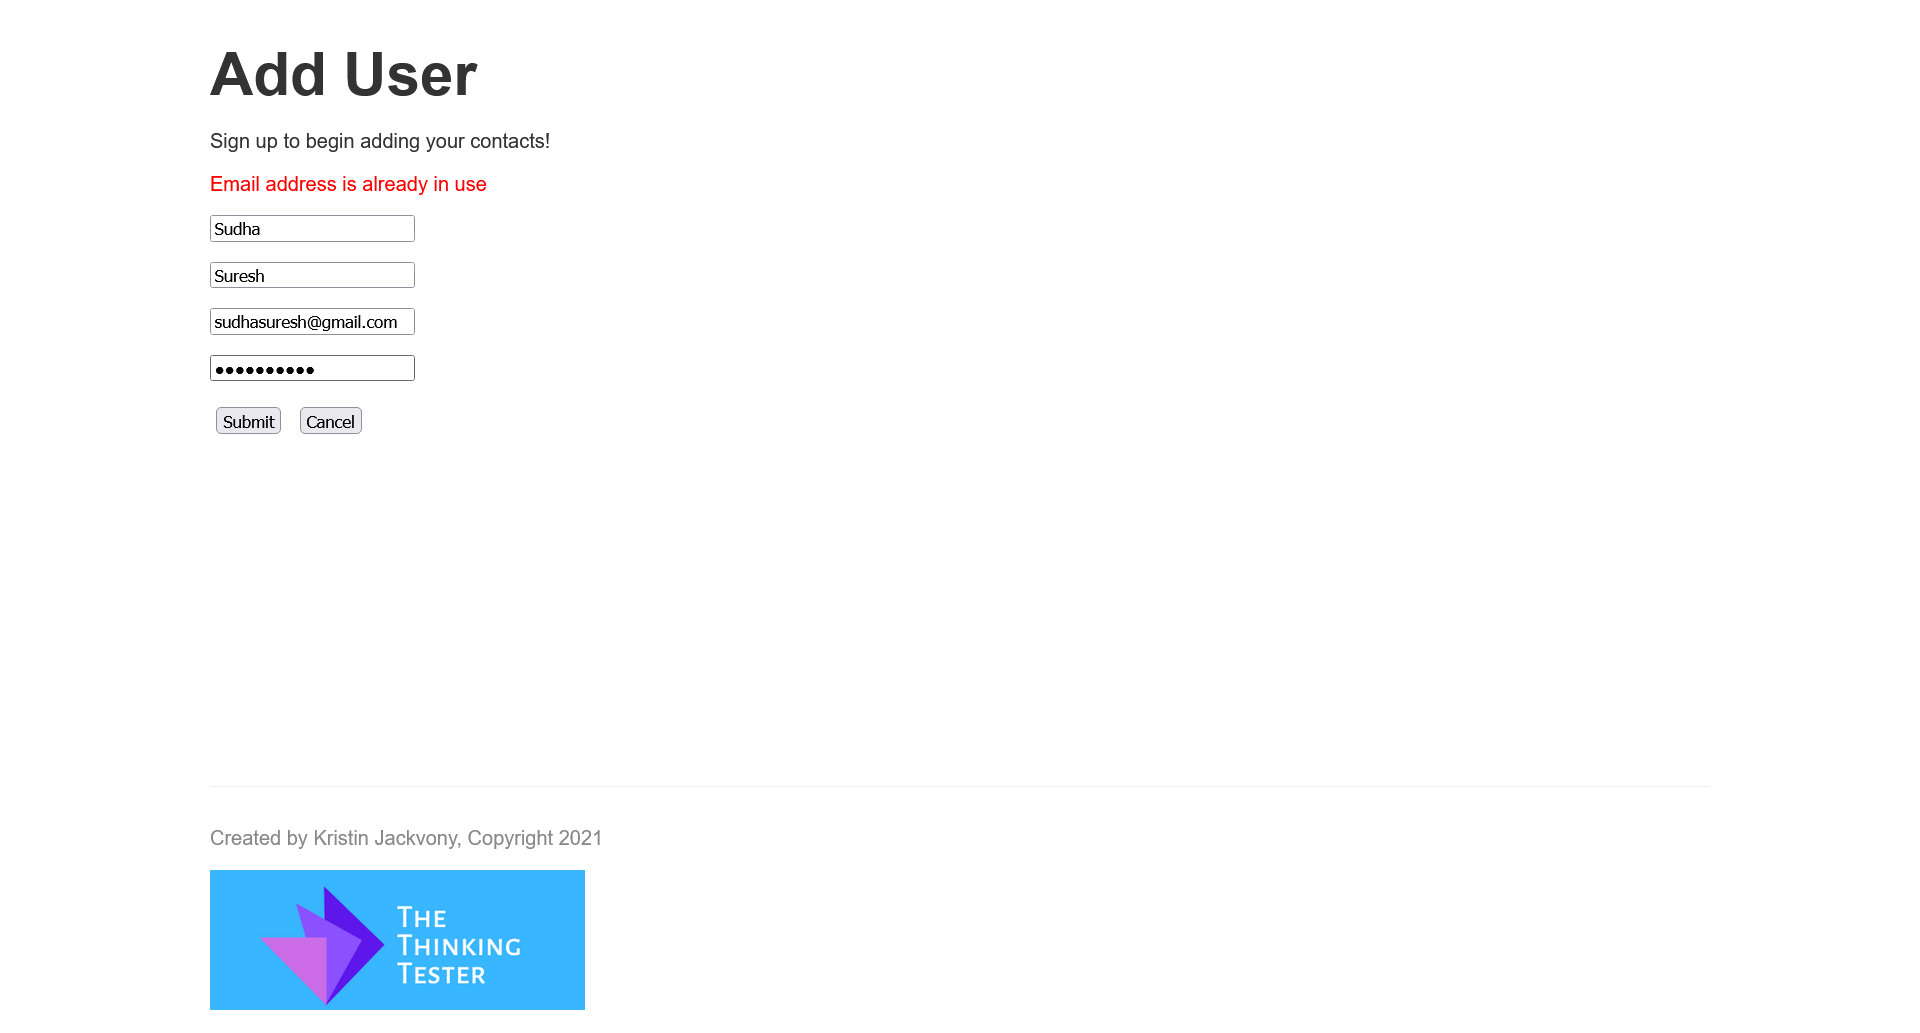 Add User
Sign up to begin adding your contacts!
Email address is already in use
Sudha
Suresh
sudhasuresh@gmail.com
●●●●●●●●●●
Submit Cancel
Created by Kristin Jackvony, Copyright 2021
THE
THINKING
TESTER